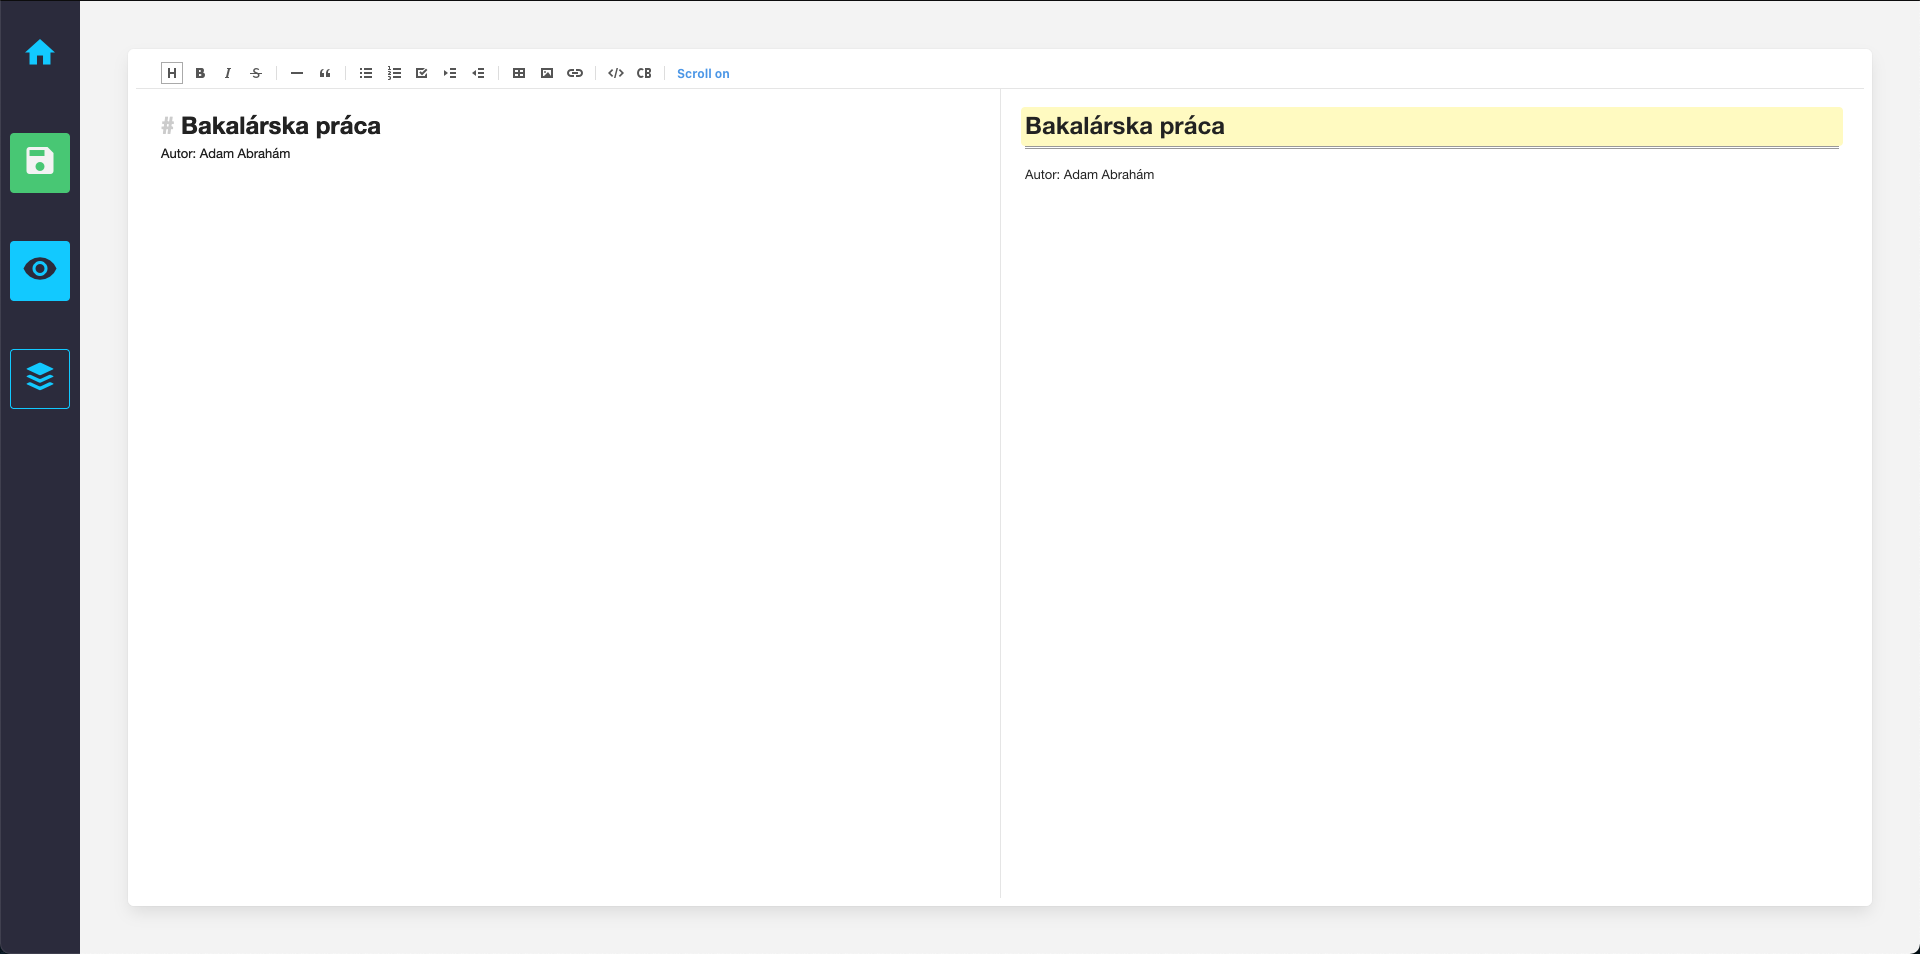 H B I S “ </> CB Scroll on
# Bakalárska práca
Autor: Adam Abrahám
Bakalárska práca
Autor: Adam Abrahám